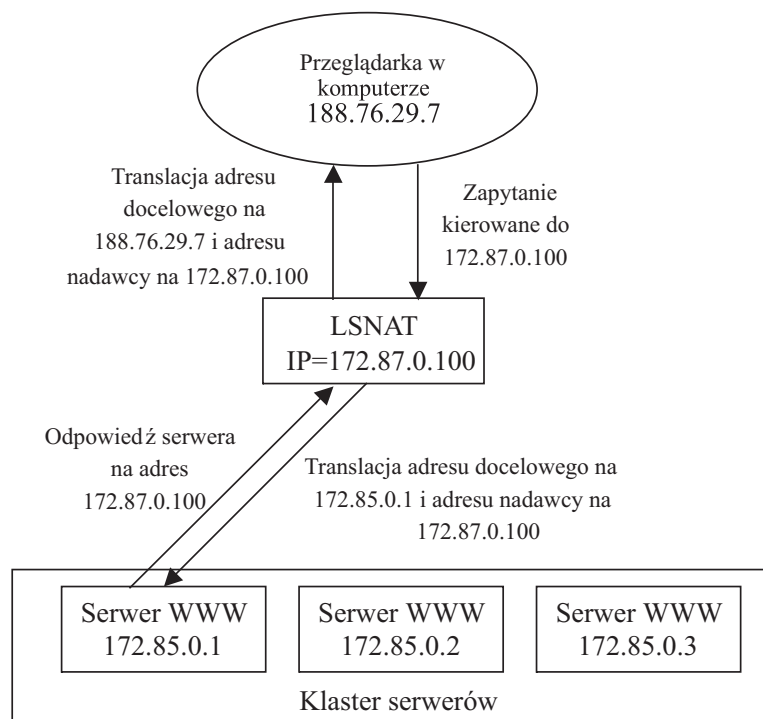 Przeglądarka w
komputerze
188.76.29.7
Translacja adresu
docelowego na
188.76.29.7 i adresu
nadawcy na 172.87.0.100
Zapytanie
kierowane do
172.87.0.100
LSNAT
IP=172.87.0.100
Odpowiedź serwera
na adres
172.87.0.100
Translacja adresu docelowego na
172.85.0.1 i adresu nadawcy na
172.87.0.100
Serwer WWW
172.85.0.1
Serwer WWW
172.85.0.2
Serwer WWW
172.85.0.3
Klaster serwerów